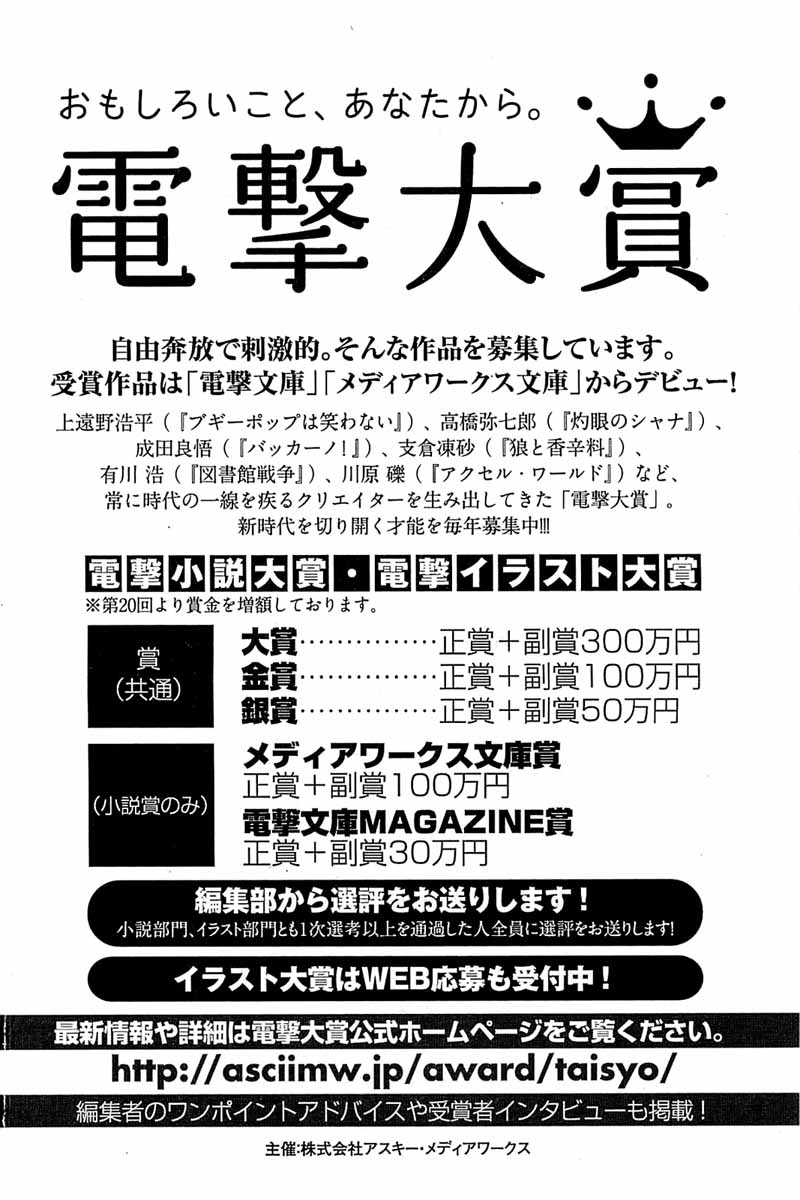 おもしろいこと、あなたから。
電撃大賞
自由奔放で刺激的。そんな作品を募集しています。
受賞作品は「電撃文庫」「メディアワークス文庫」からデビュー!
上遠野浩平(『ブギーポップは笑わない』)、高橋弥七郎(『灼眼のシャナ』)、
成田良悟(『バッカーノ!』)、支倉凍砂(『狼と香辛料』)、
有川 浩(『図書館戦争』)、川原 礫(『アクセル・ワールド』)など、
常に時代の一線を疾るクリエイターを生み出してきた「電撃大賞」。
新時代を切り開く才能を毎年募集中!!!
電撃小説大賞・電撃イラスト大賞
※第20回より賞金を増額しております。
賞
(共通)
大賞……………正賞+副賞300万円
金賞……………正賞+副賞100万円
銀賞……………正賞+副賞50万円
(小説賞のみ)
メディアワークス文庫賞
正賞+副賞100万円
電撃文庫MAGAZINE賞
正賞+副賞30万円
編集部から選評をお送りします!
小説部門、イラスト部門とも1次選考以上を通過した人全員に選評をお送りします!
イラスト大賞はWEB応募も受付中!
最新情報や詳細は電撃大賞公式ホームページをご覧ください。
http://asciimw.jp/award/taisyo/
編集者のワンポイントアドバイスや受賞者インタビューも掲載!
主催:株式会社アスキー・メディアワークス